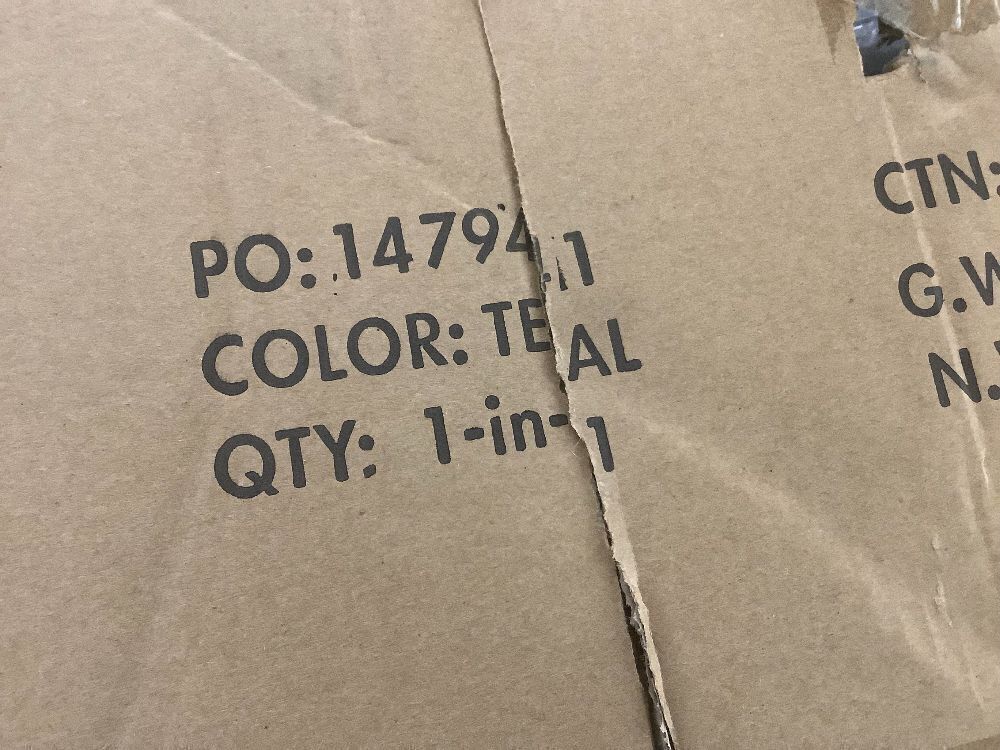 PO:
COLOR: TEAL
QTY: 1-in-1
CTN:
G.W
N.